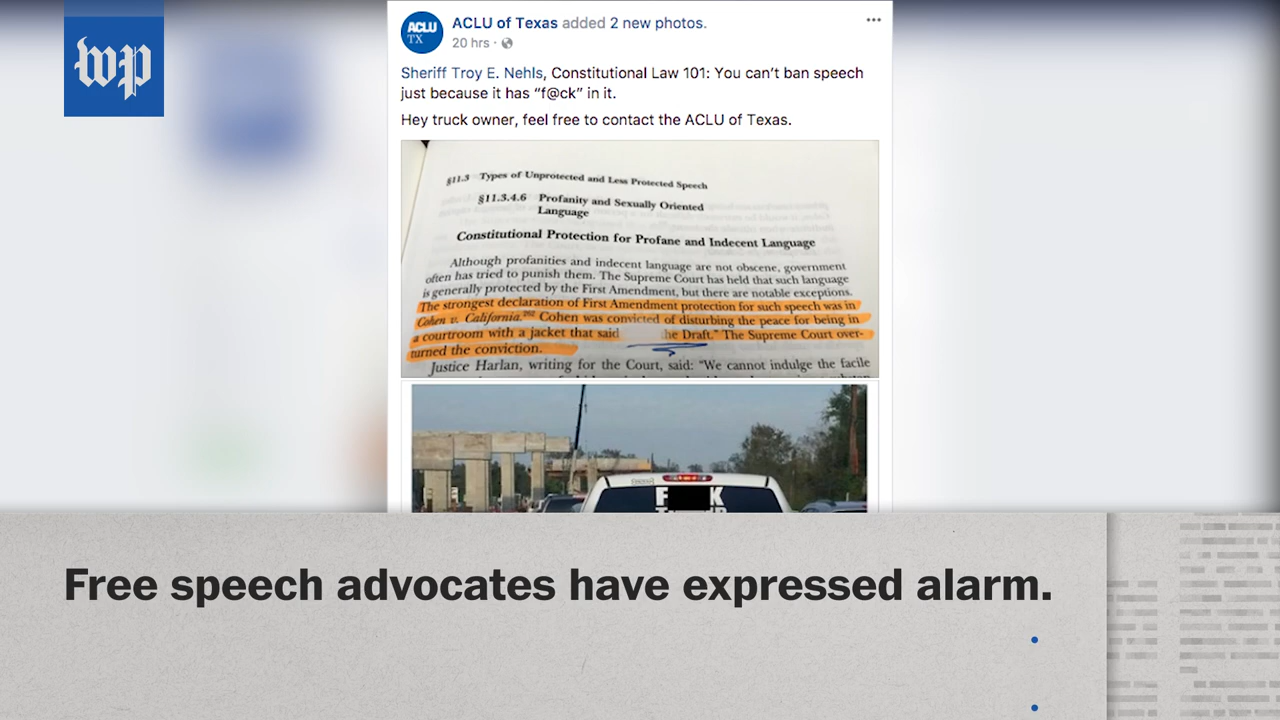 wp
ACLU of Texas added 2 new photos.
ACLU
TX
20 hrs ·
Sheriff Troy E. Nehls, Constitutional Law 101: You can’t ban speech
just because it has “f@ck” in it.
Hey truck owner, feel free to contact the ACLU of Texas.
§11.3 Types of Unprotected and Less Protected Speech
§11.3.4.6 Profanity and Sexually Oriented
Language
Constitutional Protection for Profane and Indecent Language
Although profanities and indecent language are not obscene, government
often has tried to punish them. The Supreme Court has held that such language
is generally protected by the First Amendment, but there are notable exceptions.
The strongest declaration of First Amendment protection for such speech was in
Cohen v. California. Cohen was convicted of disturbing the peace for being in
a courtroom with a jacket that said he Draft.” The Supreme Court over-
turned the conviction.
Justice Harlan, writing for the Court, said: “We cannot indulge the facile
F K
Free speech advocates have expressed alarm.